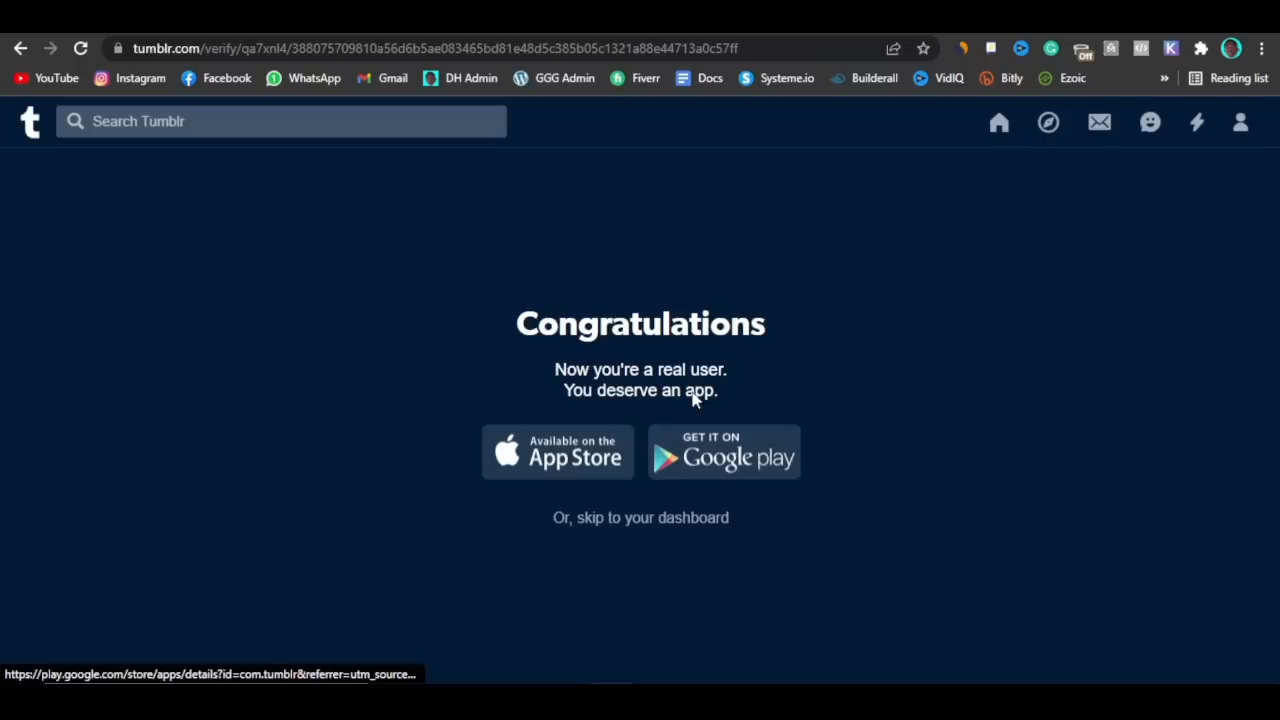 tumblr.com/verify/qa7xnl4/388075709810a56d6b5ae083465bd81e48d5c385b05c1321a88e44713a0c57ff
Off
YouTube Instagram Facebook WhatsApp Gmail DH Admin GGG Admin Fiverr Docs Systeme.io Builderall VidIQ Bitly Ezoic » Reading list
t Search Tumblr
Congratulations
Now you're a real user.
You deserve an app.
Available on the
App Store
GET IT ON
Google play
Or, skip to your dashboard
https://play.google.com/store/apps/details?id=com.tumblr&referrer=utm_source...